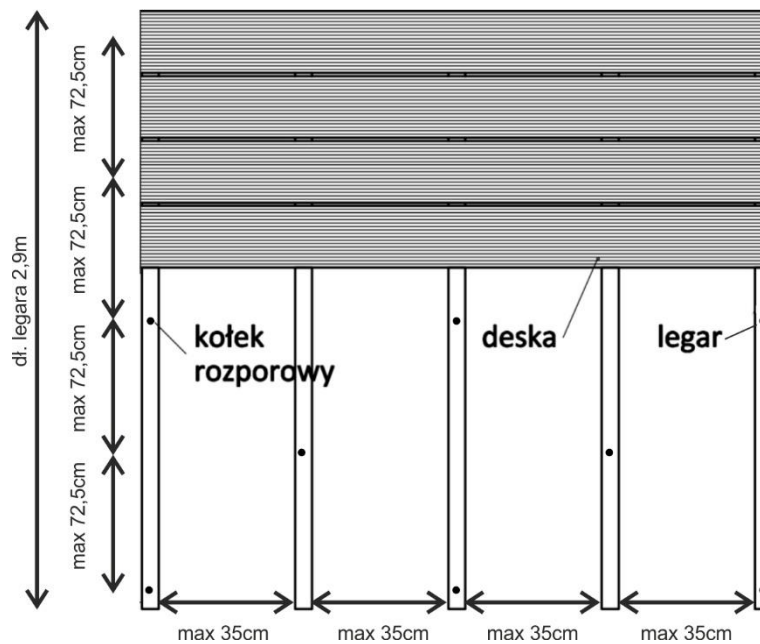 dł. legara 2,9m
max 72,5cm
max 72,5cm
max 72,5cm
max 72,5cm
kołek
rozporowy
deska
legar
max 35cm
max 35cm
max 35cm
max 35cm